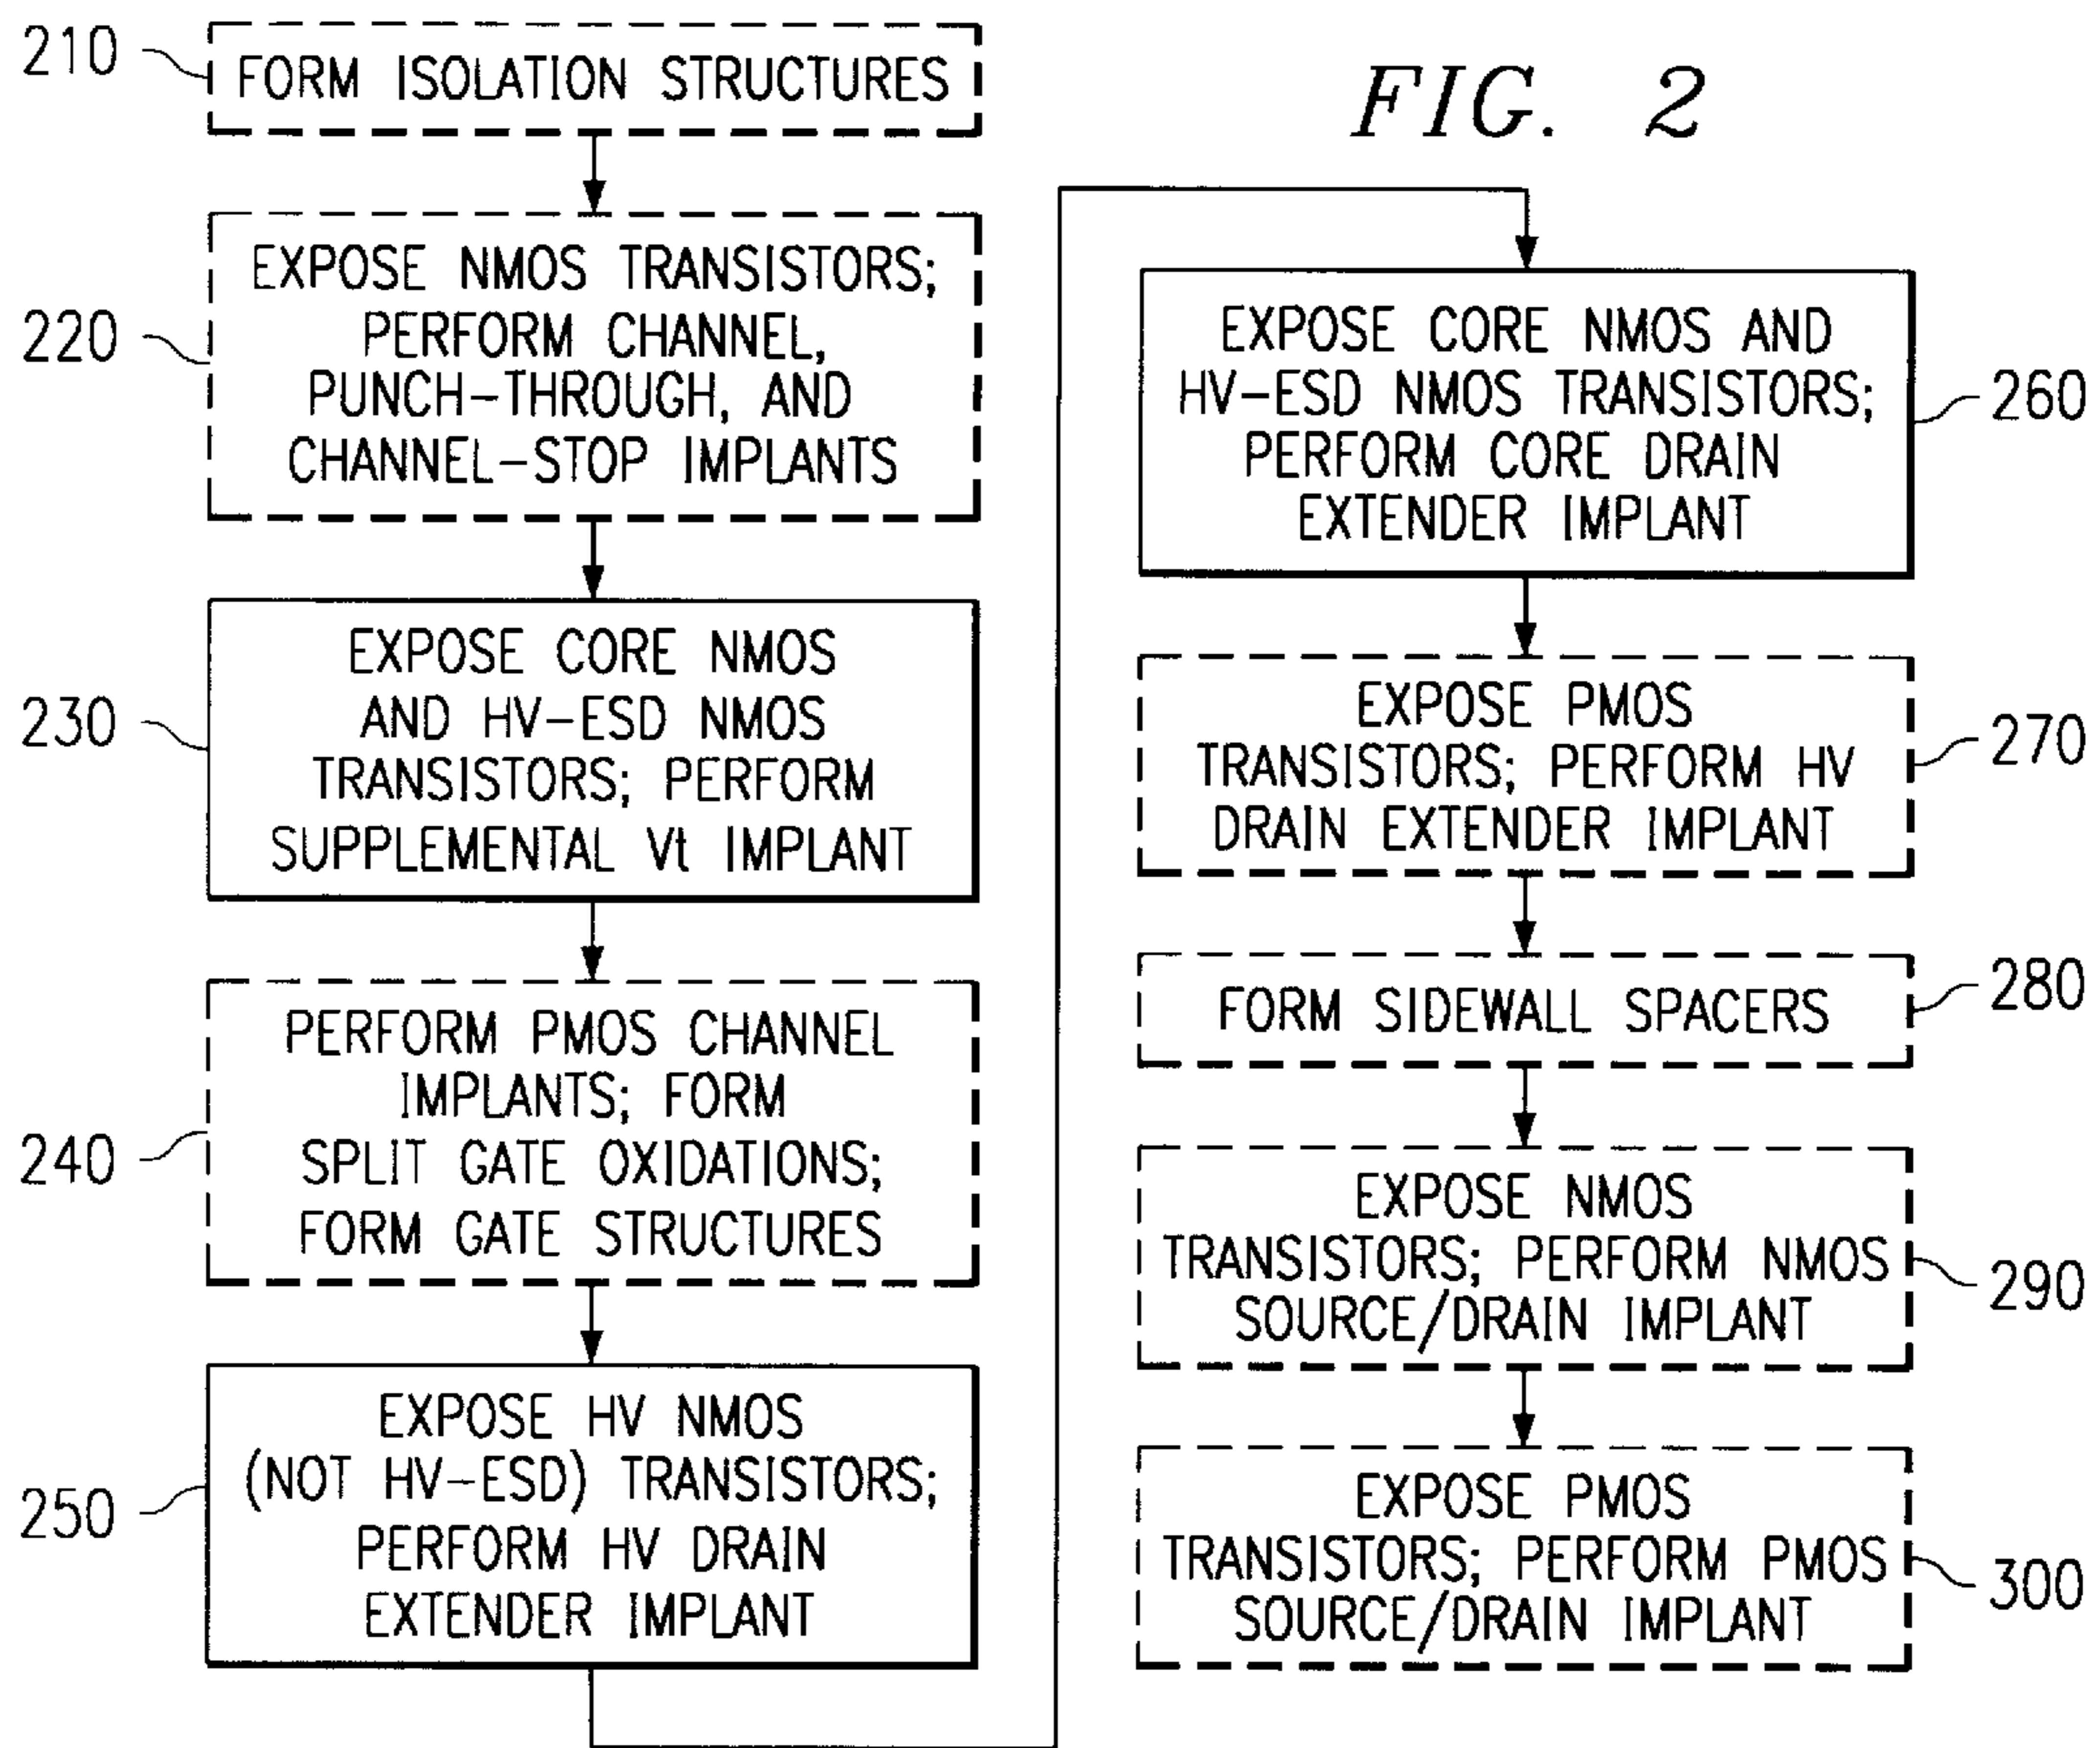 FIG. 2
210
FORM ISOLATION STRUCTURES
220
EXPOSE NMOS TRANSISTORS;
PERFORM CHANNEL,
PUNCH-THROUGH, AND
CHANNEL-STOP IMPLANTS
230
EXPOSE CORE NMOS
AND HV-ESD NMOS
TRANSISTORS; PERFORM
SUPPLEMENTAL Vt IMPLANT
240
PERFORM PMOS CHANNEL
IMPLANTS; FORM
SPLIT GATE OXIDATIONS;
FORM GATE STRUCTURES
250
EXPOSE HV NMOS
(NOT HV-ESD) TRANSISTORS;
PERFORM HV DRAIN
EXTENDER IMPLANT
EXPOSE CORE NMOS AND
HV-ESD NMOS TRANSISTORS;
PERFORM CORE DRAIN
EXTENDER IMPLANT
260
EXPOSE PMOS
TRANSISTORS; PERFORM HV
DRAIN EXTENDER IMPLANT
270
FORM SIDEWALL SPACERS
280
EXPOSE NMOS
TRANSISTORS; PERFORM NMOS
SOURCE/DRAIN IMPLANT
290
EXPOSE PMOS
TRANSISTORS; PERFORM PMOS
SOURCE/DRAIN IMPLANT
300